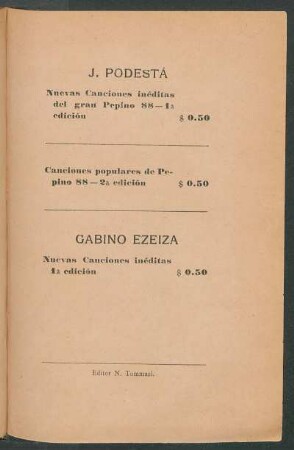 J. PODESTÁ
Nuevas Canciones inéditas
del gran Pepino 88—1ª
edición $ 0.50
Canciones populares de Pe-
pino 88—2ª edición $ 0.50
GABINO EZEIZA
Nuevas Canciones inéditas
1ª edición $ 0.50
Editor N. Tommasi.